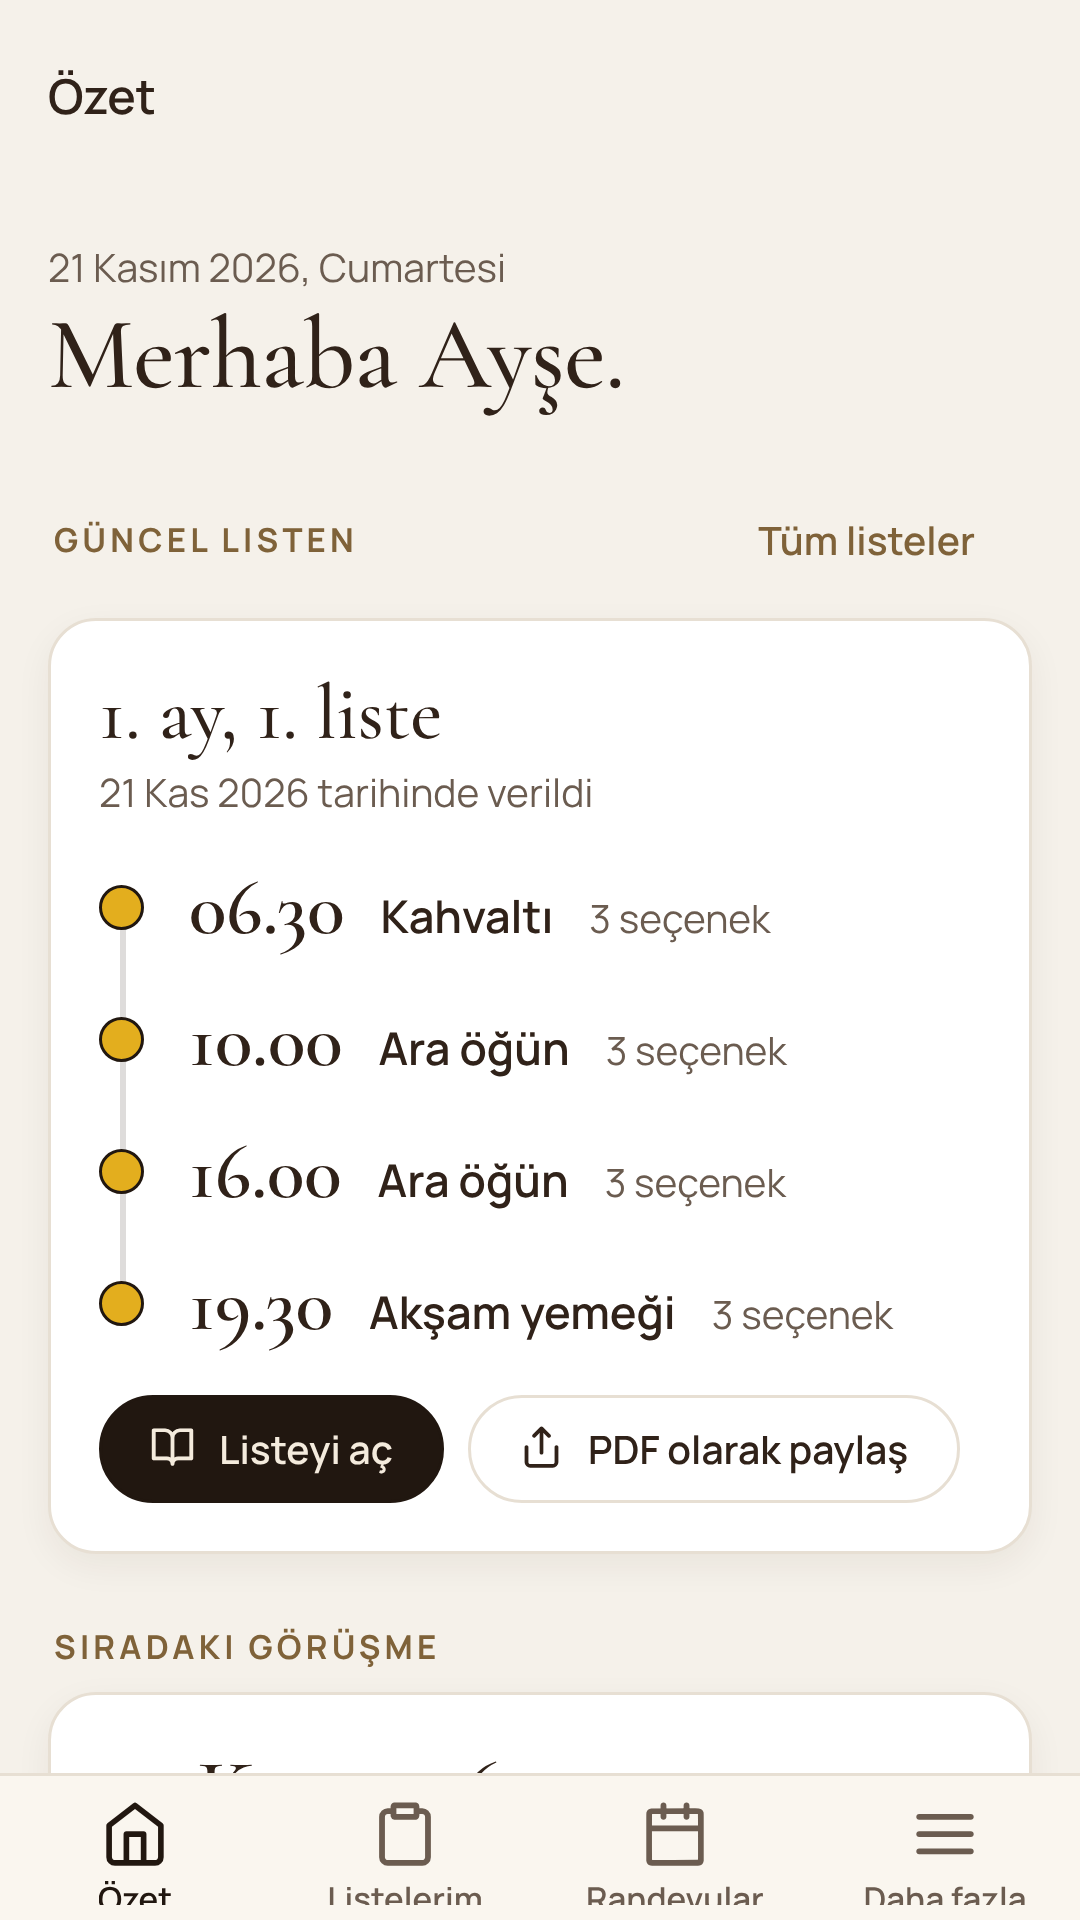 Özet
21 Kasım 2026, Cumartesi
Merhaba Ayşe.
GÜNCEL LISTEN
Tüm listeler
1. ay, 1. liste
21 Kas 2026 tarihinde verildi
06.30 Kahvaltı 3 seçenek
10.00 Ara öğün 3 seçenek
16.00 Ara öğün 3 seçenek
19.30 Akşam yemeği 3 seçenek
Listeyi aç
PDF olarak paylaş
SIRADAKI GÖRÜŞME
Özet
Listelerim
Randevular
Daha fazla